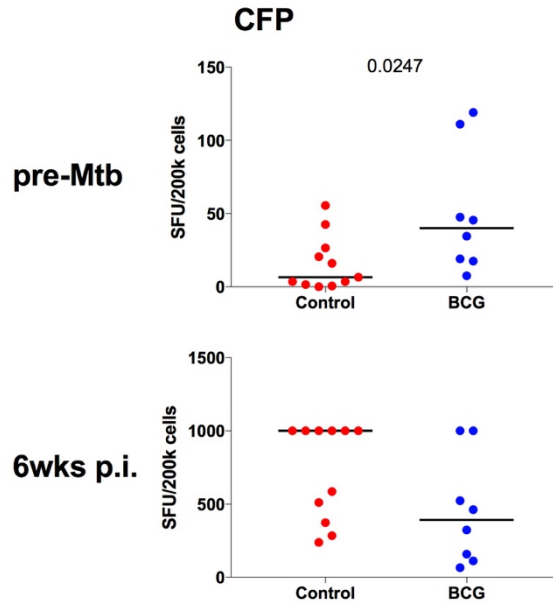 CFP
0.0247
pre-Mtb
SFU/200k cells
150
100
50
0
Control
BCG
6wks p.i.
SFU/200k cells
1500
1000
500
0
Control
BCG